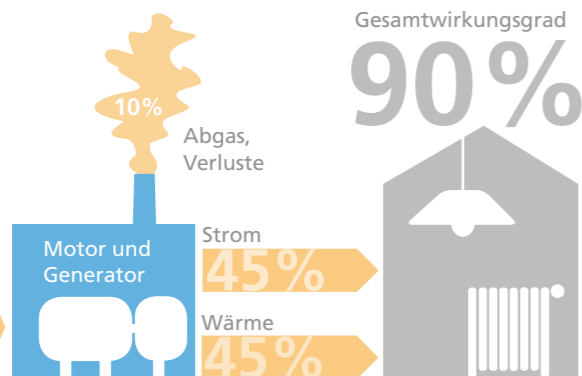 Gesamtwirkungsgrad
90%
10%
Abgas,
Verluste
Motor und
Generator
Strom
45%
Wärme
45%